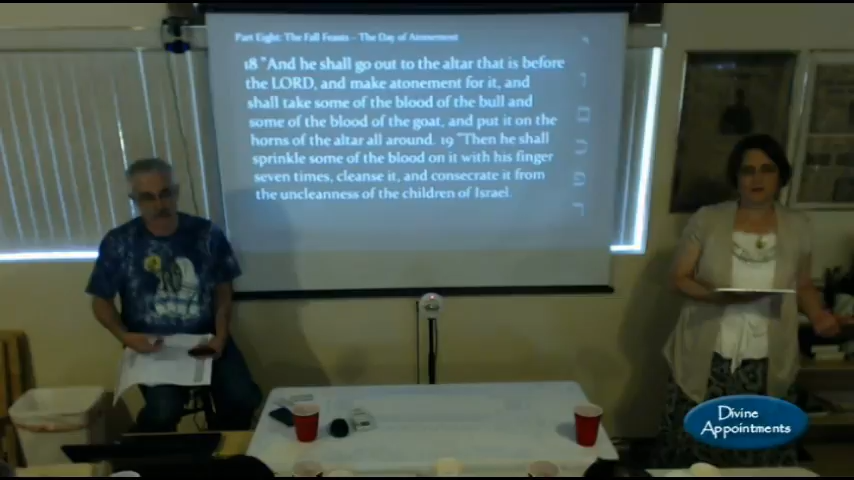 Part Eight: The Fall Feasts – The Day of Atonement
18 "And he shall go out to the altar that is before
the LORD, and make atonement for it, and
shall take some of the blood of the bull and
some of the blood of the goat, and put it on the
horns of the altar all around. 19 "Then he shall
sprinkle some of the blood on it with his finger
seven times, cleanse it, and consecrate it from
the uncleanness of the children of Israel.
Divine
Appointments